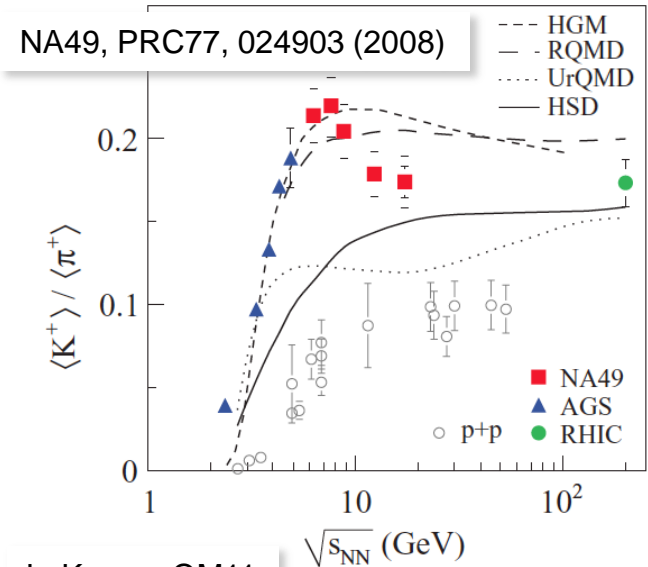 NA49, PRC77, 024903 (2008)
HGM
RQMD
UrQMD
HSD
0.2
0.1
0
⟨K⁺⟩ / ⟨π⁺⟩
NA49
AGS
p+p
RHIC
1
10
10²
√s_NN (GeV)